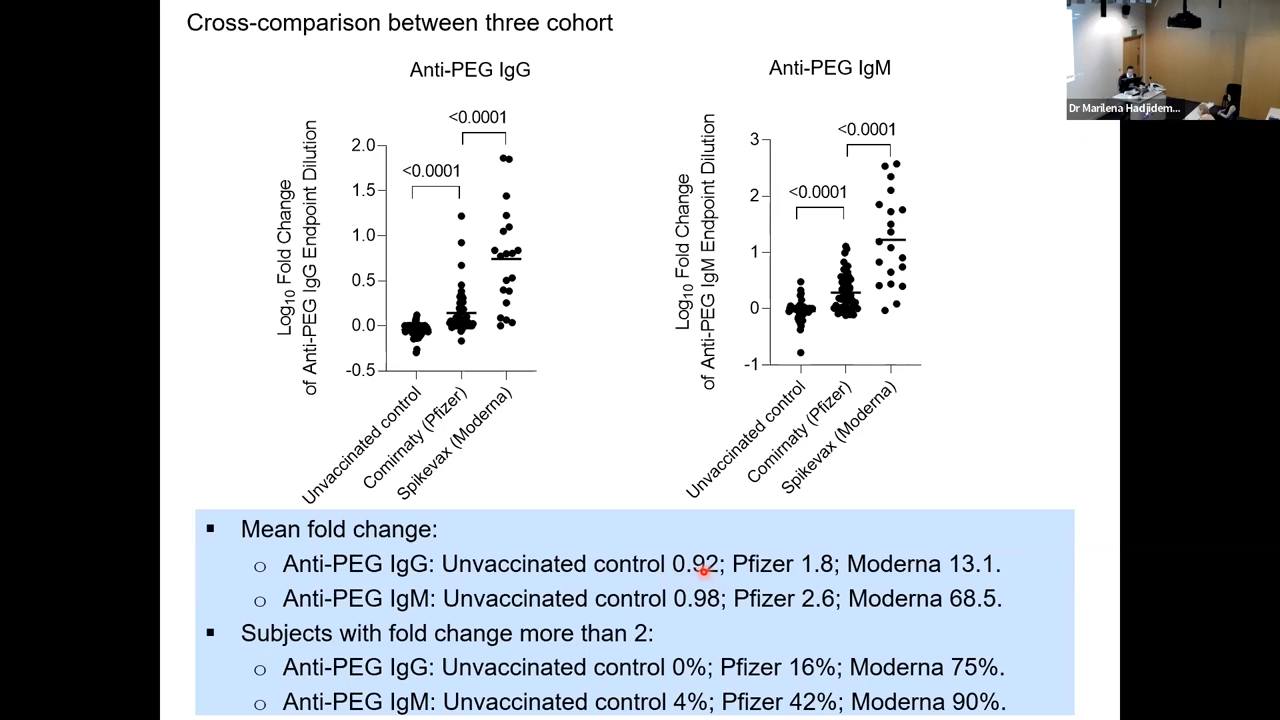 Cross-comparison between three cohort
Dr Marilena Hadjidem...
Anti-PEG IgG
<0.0001
<0.0001
Log10 Fold Change
of Anti-PEG IgG Endpoint Dilution
2.0
1.5
1.0
0.5
0.0
-0.5
Unvaccinated control
Comirnaty (Pfizer)
Spikevax (Moderna)
Anti-PEG IgM
<0.0001
<0.0001
Log10 Fold Change
of Anti-PEG IgM Endpoint Dilution
3
2
1
0
-1
Unvaccinated control
Comirnaty (Pfizer)
Spikevax (Moderna)
▪ Mean fold change:
o Anti-PEG IgG: Unvaccinated control 0.92; Pfizer 1.8; Moderna 13.1.
o Anti-PEG IgM: Unvaccinated control 0.98; Pfizer 2.6; Moderna 68.5.
▪ Subjects with fold change more than 2:
o Anti-PEG IgG: Unvaccinated control 0%; Pfizer 16%; Moderna 75%.
o Anti-PEG IgM: Unvaccinated control 4%; Pfizer 42%; Moderna 90%.